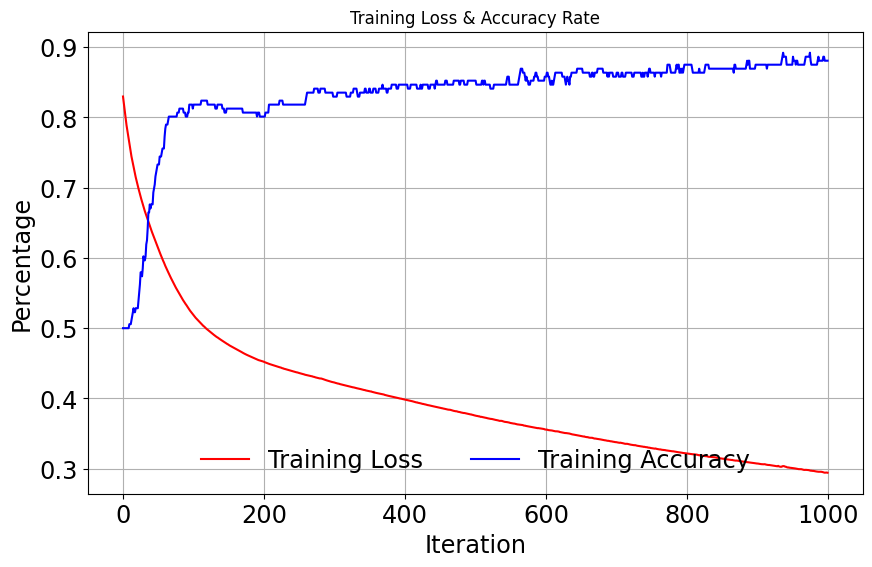 Training Loss & Accuracy Rate
Percentage
0.9
0.8
0.7
0.6
0.5
0.4
0.3
Training Loss
Training Accuracy
0 200 400 600 800 1000
Iteration